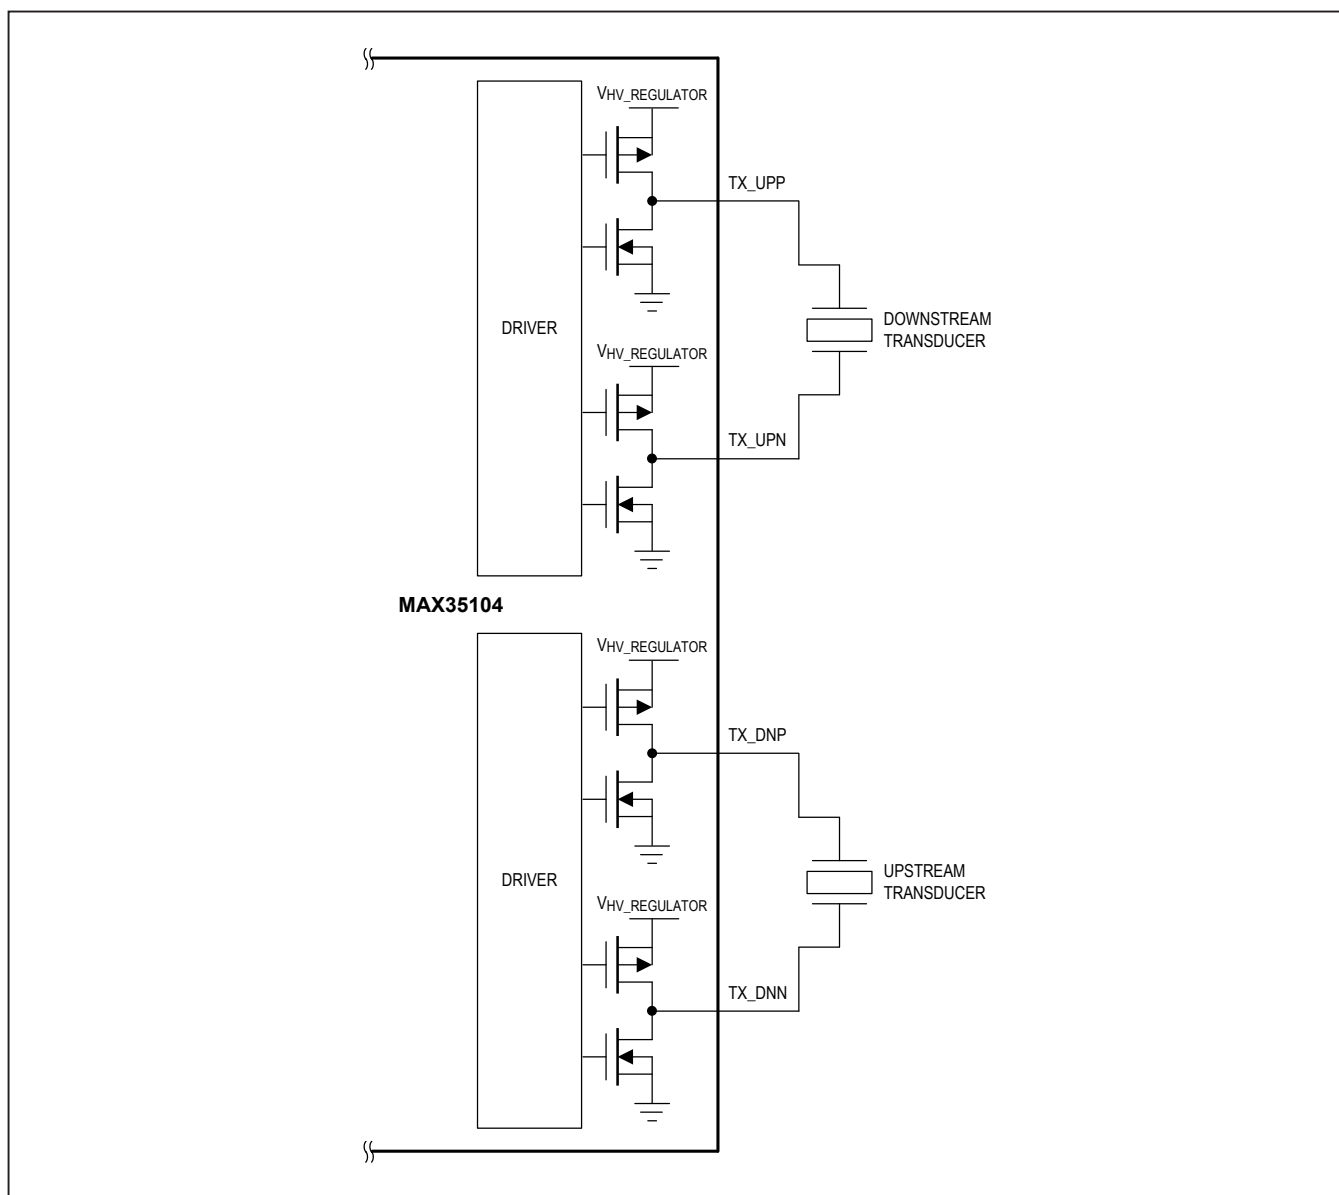 VHV_REGULATOR
TX_UPP
DRIVER
DOWNSTREAM
TRANSDUCER
VHV_REGULATOR
TX_UPN
MAX35104
VHV_REGULATOR
TX_DNP
DRIVER
UPSTREAM
TRANSDUCER
VHV_REGULATOR
TX_DNN